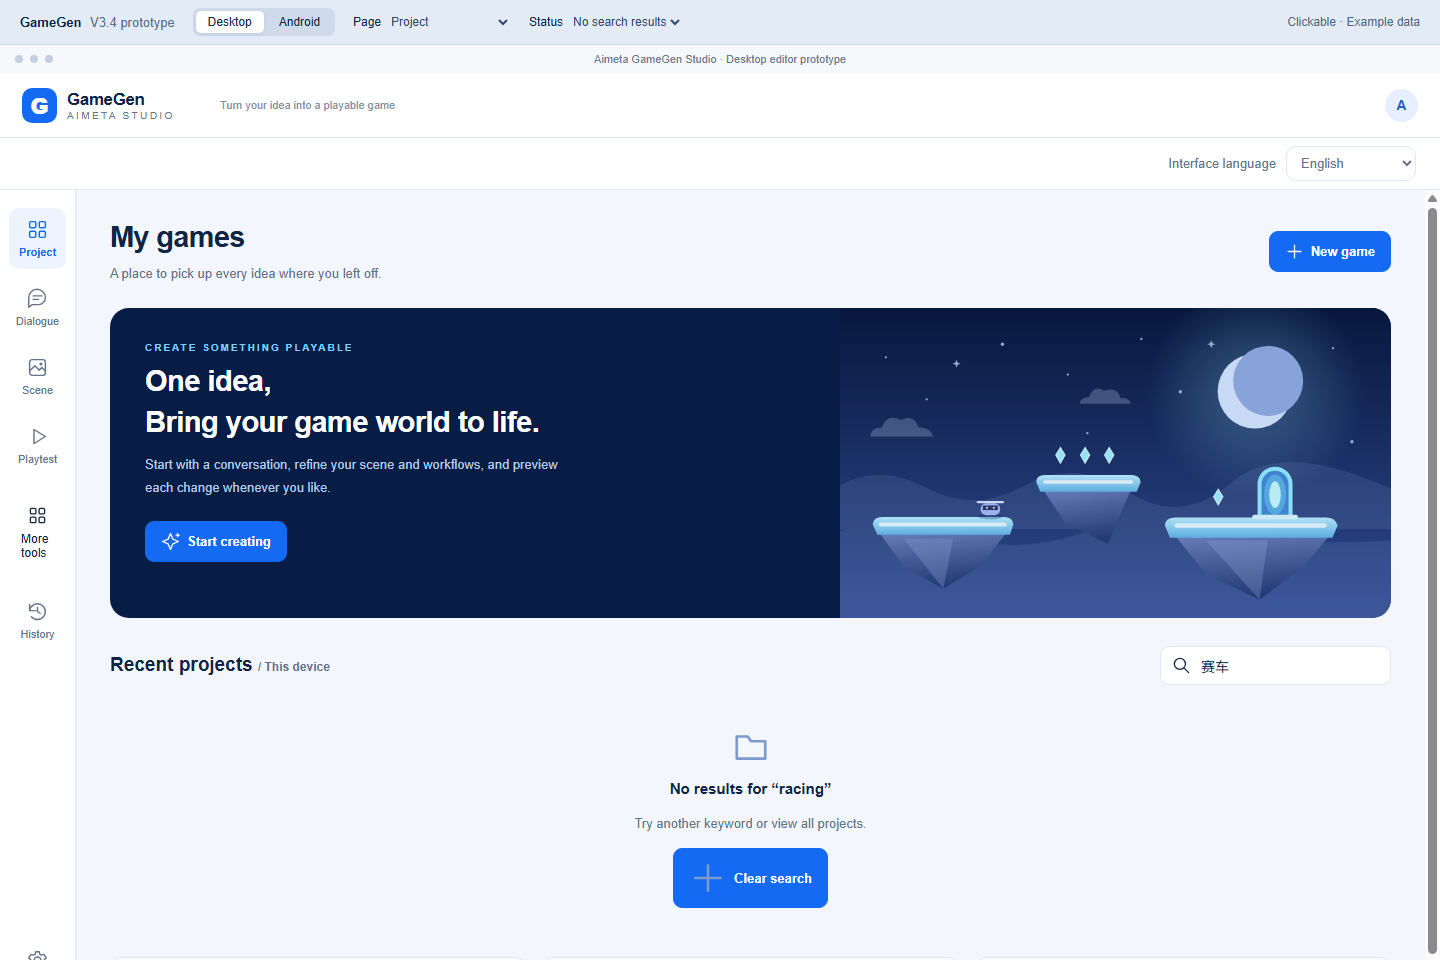 GameGen V3.4 prototype Desktop Android Page Project Status No search results Clickable · Example data
Aimeta GameGen Studio · Desktop editor prototype
G GameGen
AIMETA STUDIO
Turn your idea into a playable game
A
Interface language English
Project
Dialogue
Scene
Playtest
More
tools
History
My games
A place to pick up every idea where you left off.
New game
CREATE SOMETHING PLAYABLE
One idea,
Bring your game world to life.
Start with a conversation, refine your scene and workflows, and preview
each change whenever you like.
Start creating
Recent projects / This device
赛车
No results for “racing”
Try another keyword or view all projects.
Clear search